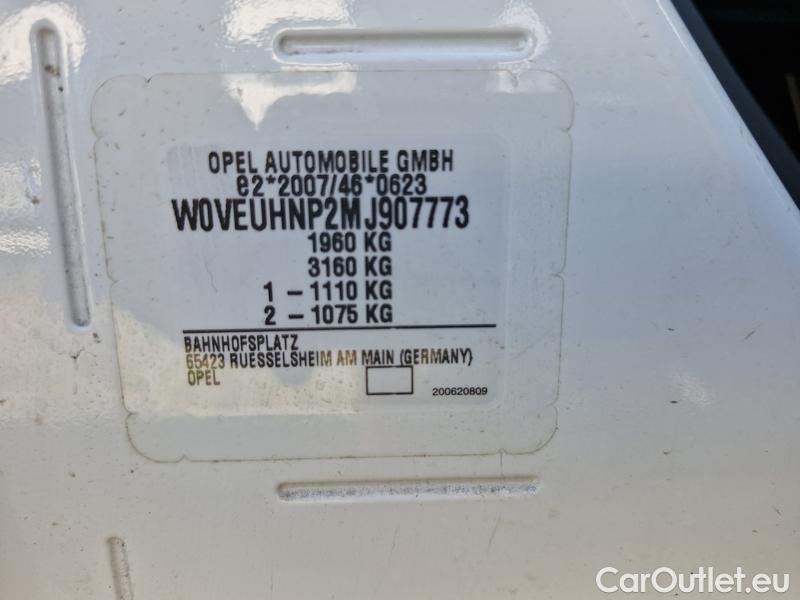 OPEL AUTOMOBILE GMBH
e2*2007/46*0623
W0VEUHNP2MJ907773
1960 KG
3160 KG
1 - 1110 KG
2 - 1075 KG
BAHNHOFSPLATZ
65423 RUESSELSHEIM AM MAIN (GERMANY)
OPEL
200620809
CarOutlet.eu